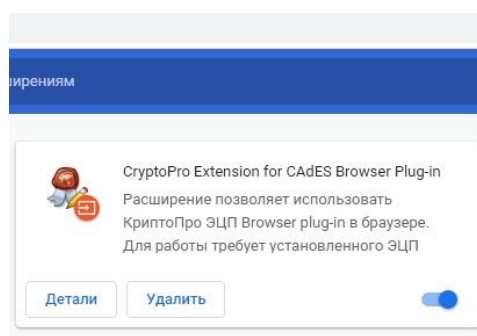 ширениям
CryptoPro Extension for CAdES Browser Plug-in
Расширение позволяет использовать
КриптоПро ЭЦП Browser plug-in в браузере.
Для работы требует установленного ЭЦП
Детали Удалить